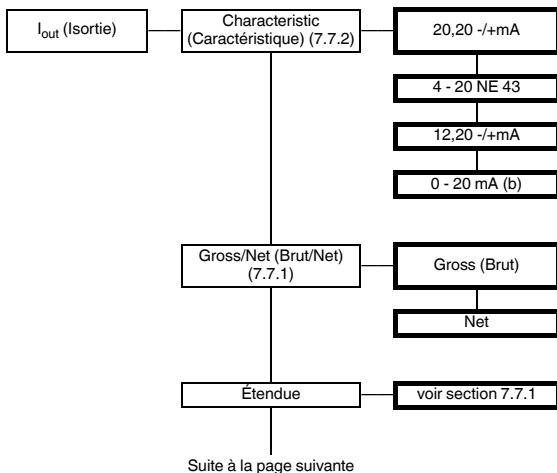 Iout (Isortie)
Characteristic
(Caractéristique) (7.7.2)
20,20 -/+mA
4 - 20 NE 43
12,20 -/+mA
0 - 20 mA (b)
Gross/Net (Brut/Net)
(7.7.1)
Gross (Brut)
Net
Étendue
voir section 7.7.1
Suite à la page suivante